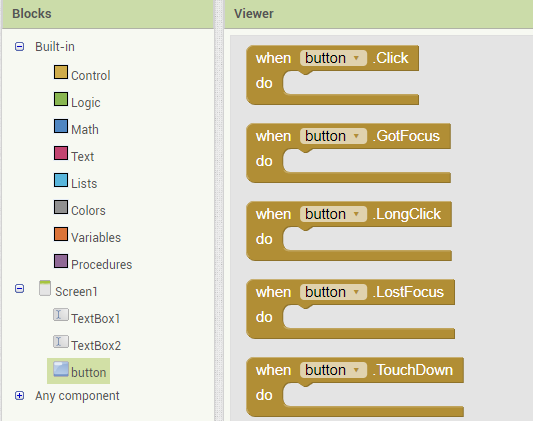 Blocks
Built-in
Control
Logic
Math
Text
Lists
Colors
Variables
Procedures
Screen1
TextBox1
TextBox2
button
Any component
Viewer
when button .Click
do
when button .GotFocus
do
when button .LongClick
do
when button .LostFocus
do
when button .TouchDown
do